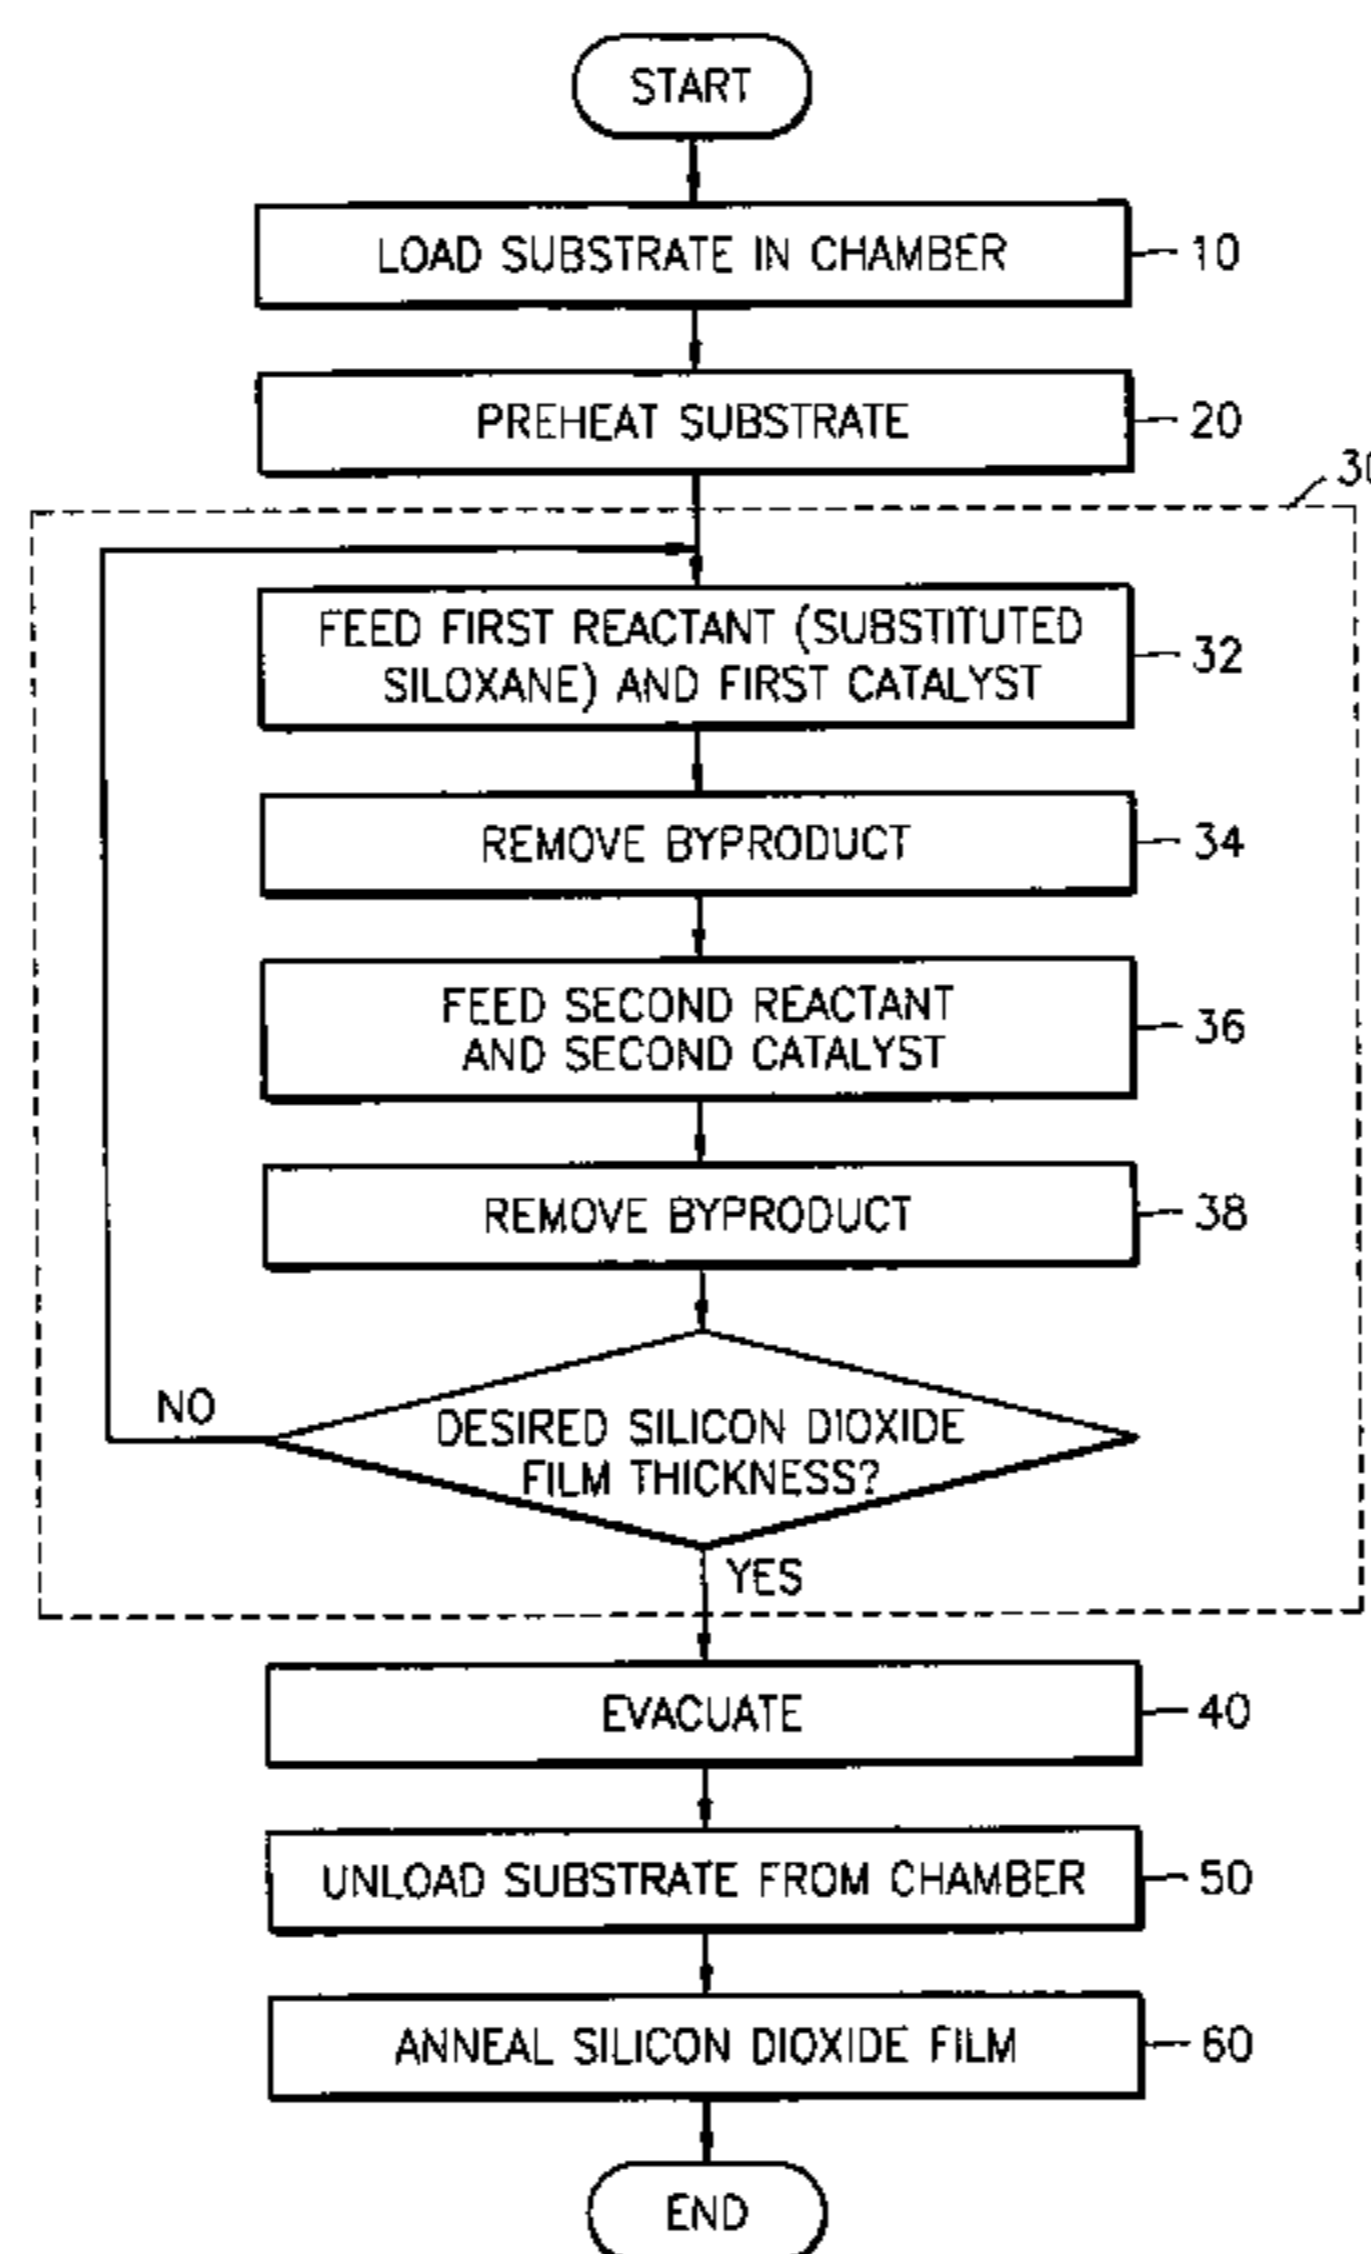 START
LOAD SUBSTRATE IN CHAMBER
10
PREHEAT SUBSTRATE
20
30
FEED FIRST REACTANT (SUBSTITUTED
SILOXANE) AND FIRST CATALYST
32
REMOVE BYPRODUCT
34
FEED SECOND REACTANT
AND SECOND CATALYST
36
REMOVE BYPRODUCT
38
NO
DESIRED SILICON DIOXIDE
FILM THICKNESS?
YES
EVACUATE
40
UNLOAD SUBSTRATE FROM CHAMBER
50
ANNEAL SILICON DIOXIDE FILM
60
END